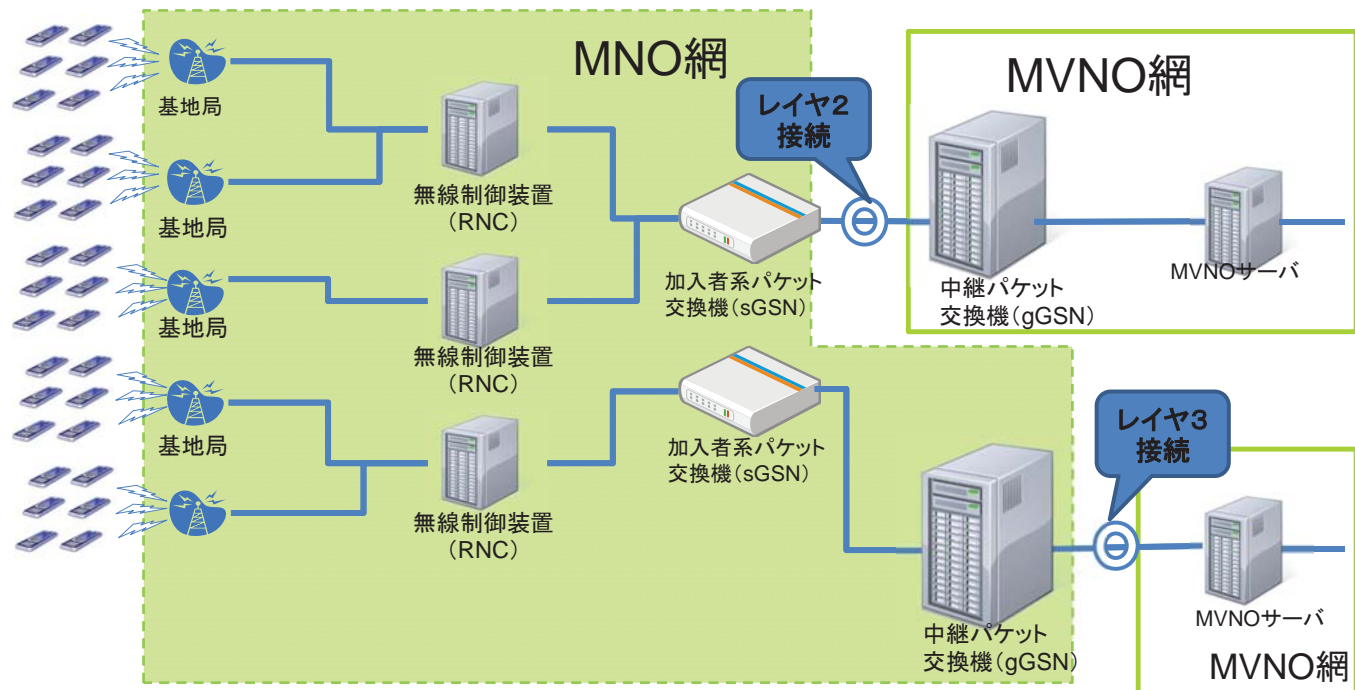 MNO網
MVNO網
レイヤ2
接続
基地局
無線制御装置
(RNC)
基地局
加入者系パケット
交換機(sGSN)
中継パケット
交換機(gGSN)
MVNOサーバ
基地局
無線制御装置
(RNC)
レイヤ3
接続
基地局
加入者系パケット
交換機(sGSN)
無線制御装置
(RNC)
中継パケット
交換機(gGSN)
MVNOサーバ
MVNO網